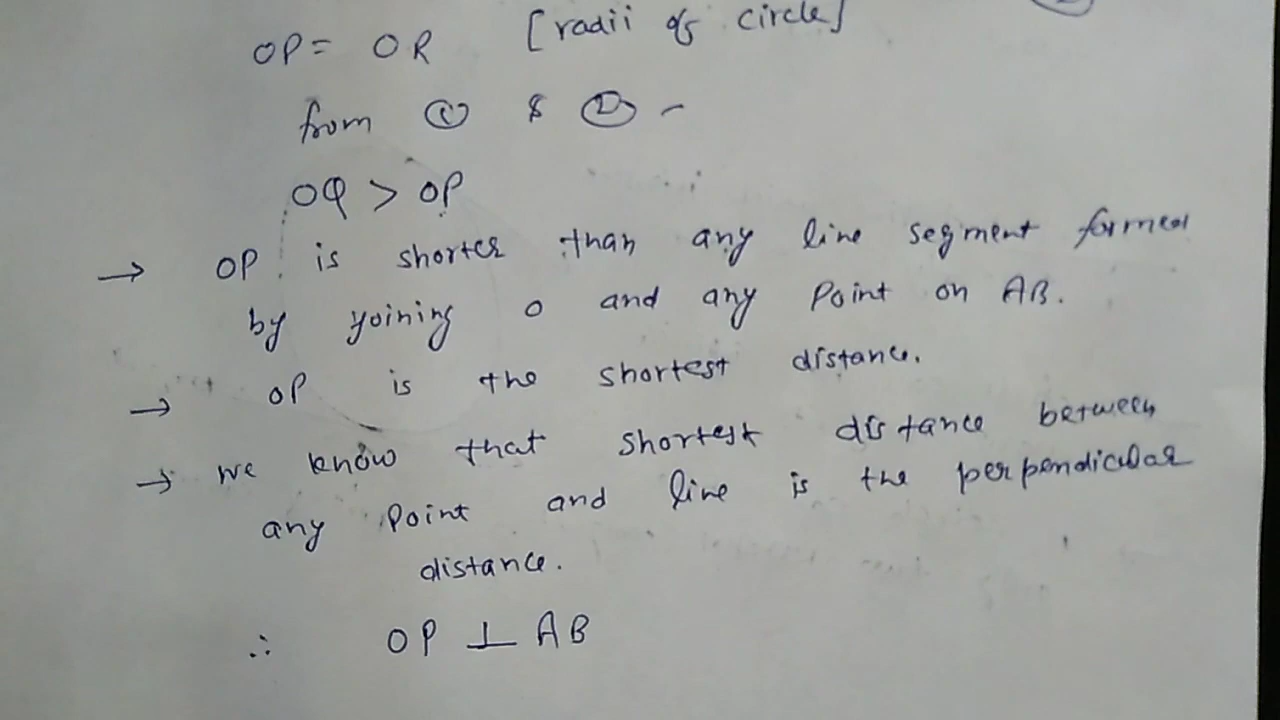 OP = OR [radii of circle]
from ① & ② -
OQ > OP
→ OP is shorter than any line segment formed
by yoining O and any Point on AB.
→ OP is the shortest distance.
→ we know that shortest distance between
any Point and line is the perpendicular
distance.
∴ OP ⊥ AB